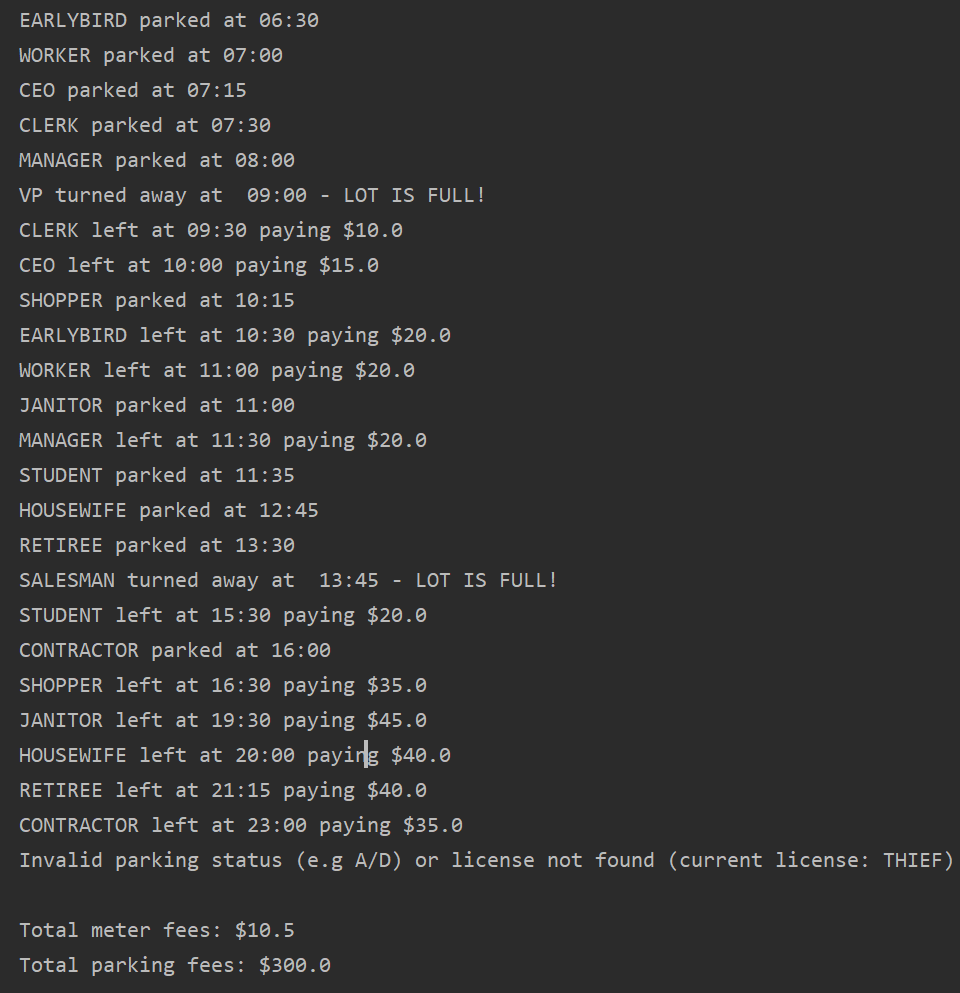 EARLYBIRD parked at 06:30
WORKER parked at 07:00
CEO parked at 07:15
CLERK parked at 07:30
MANAGER parked at 08:00
VP turned away at  09:00 - LOT IS FULL!
CLERK left at 09:30 paying $10.0
CEO left at 10:00 paying $15.0
SHOPPER parked at 10:15
EARLYBIRD left at 10:30 paying $20.0
WORKER left at 11:00 paying $20.0
JANITOR parked at 11:00
MANAGER left at 11:30 paying $20.0
STUDENT parked at 11:35
HOUSEWIFE parked at 12:45
RETIREE parked at 13:30
SALESMAN turned away at  13:45 - LOT IS FULL!
STUDENT left at 15:30 paying $20.0
CONTRACTOR parked at 16:00
SHOPPER left at 16:30 paying $35.0
JANITOR left at 19:30 paying $45.0
HOUSEWIFE left at 20:00 paying $40.0
RETIREE left at 21:15 paying $40.0
CONTRACTOR left at 23:00 paying $35.0
Invalid parking status (e.g A/D) or license not found (current license: THIEF)
Total meter fees: $10.5
Total parking fees: $300.0